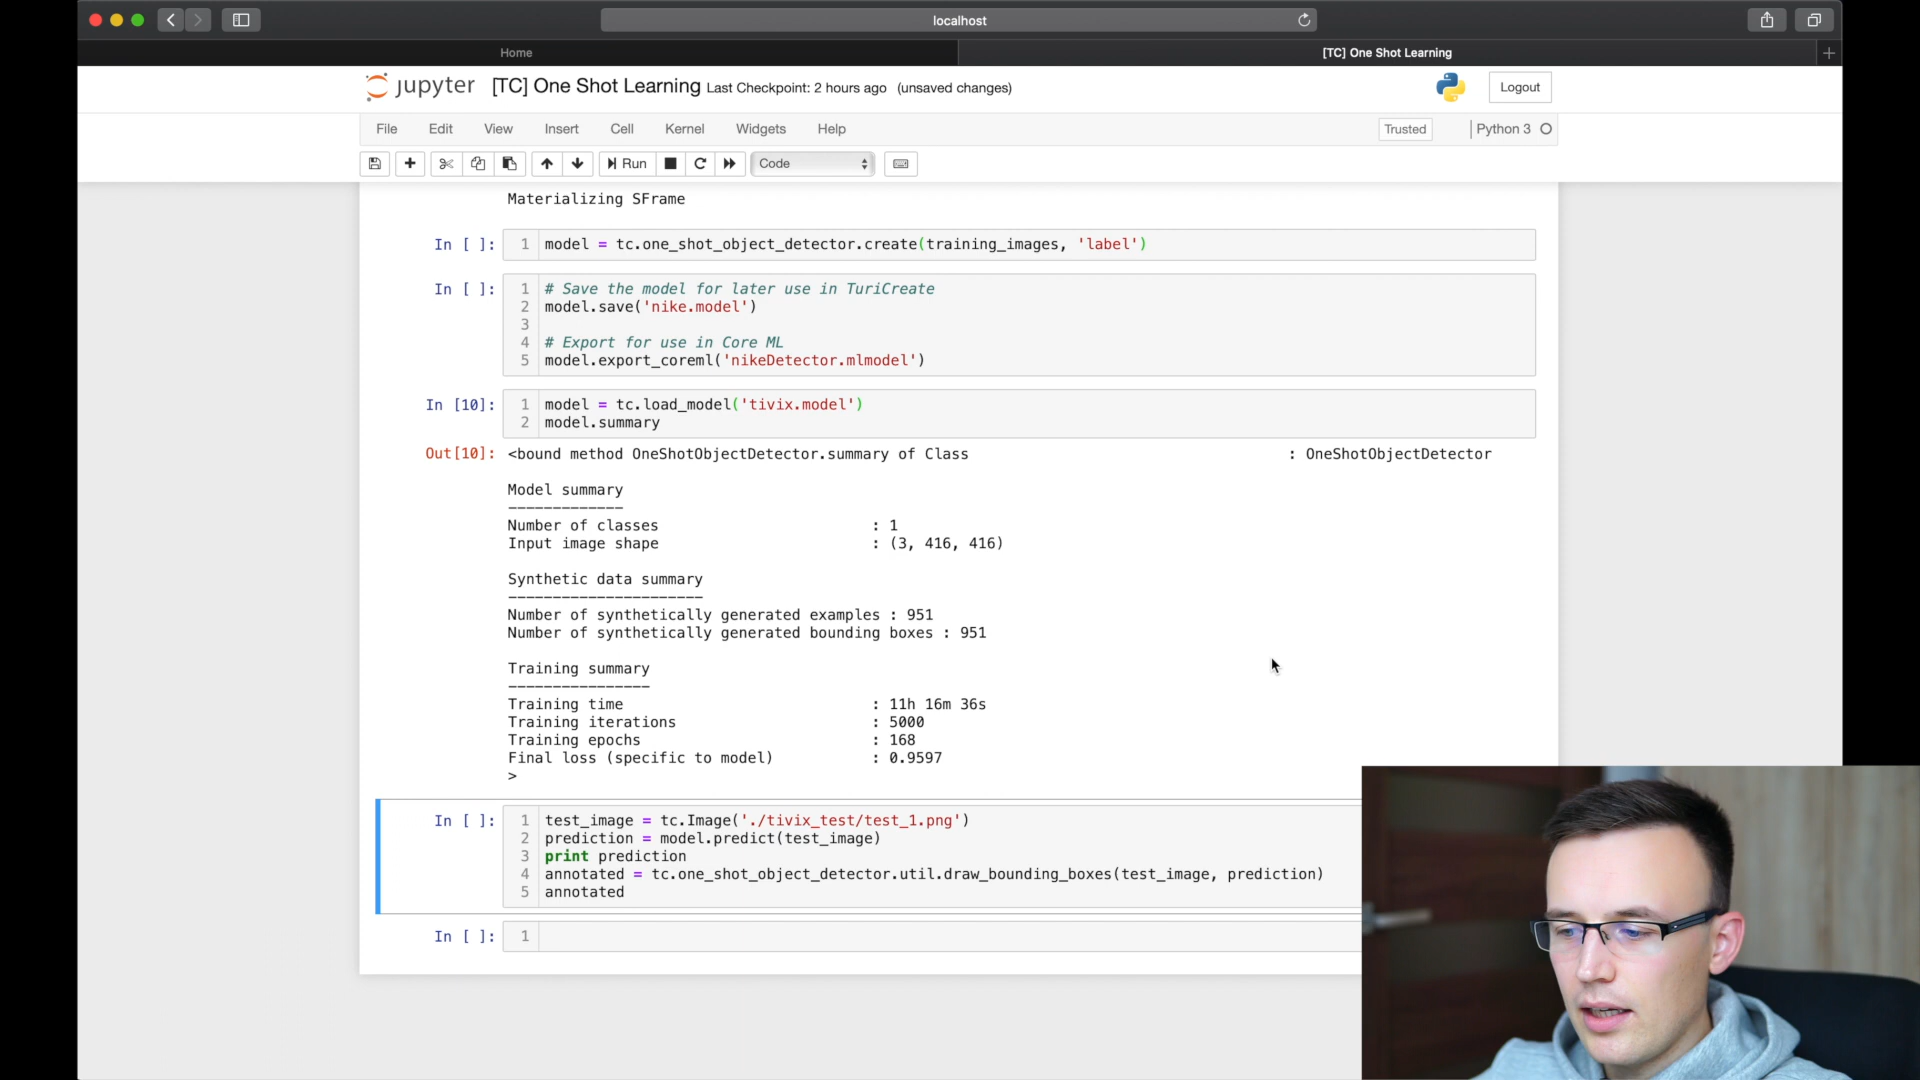 localhost
Home
[TC] One Shot Learning
jupyter [TC] One Shot Learning Last Checkpoint: 2 hours ago (unsaved changes)
Logout
File Edit View Insert Cell Kernel Widgets Help
Trusted Python 3
Run Code
Materializing SFrame
In [ ]: 1 model = tc.one_shot_object_detector.create(training_images, 'label')
In [ ]: 1 # Save the model for later use in TuriCreate
2 model.save('nike.model')
3
4 # Export for use in Core ML
5 model.export_coreml('nikeDetector.mlmodel')
In [10]: 1 model = tc.load_model('tivix.model')
2 model.summary
Out[10]: <bound method OneShotObjectDetector.summary of Class : OneShotObjectDetector
Model summary
-------------
Number of classes : 1
Input image shape : (3, 416, 416)
Synthetic data summary
----------------------
Number of synthetically generated examples : 951
Number of synthetically generated bounding boxes : 951
Training summary
----------------
Training time : 11h 16m 36s
Training iterations : 5000
Training epochs : 168
Final loss (specific to model) : 0.9597
>
In [ ]: 1 test_image = tc.Image('./tivix_test/test_1.png')
2 prediction = model.predict(test_image)
3 print prediction
4 annotated = tc.one_shot_object_detector.util.draw_bounding_boxes(test_image, prediction)
5 annotated
In [ ]: 1